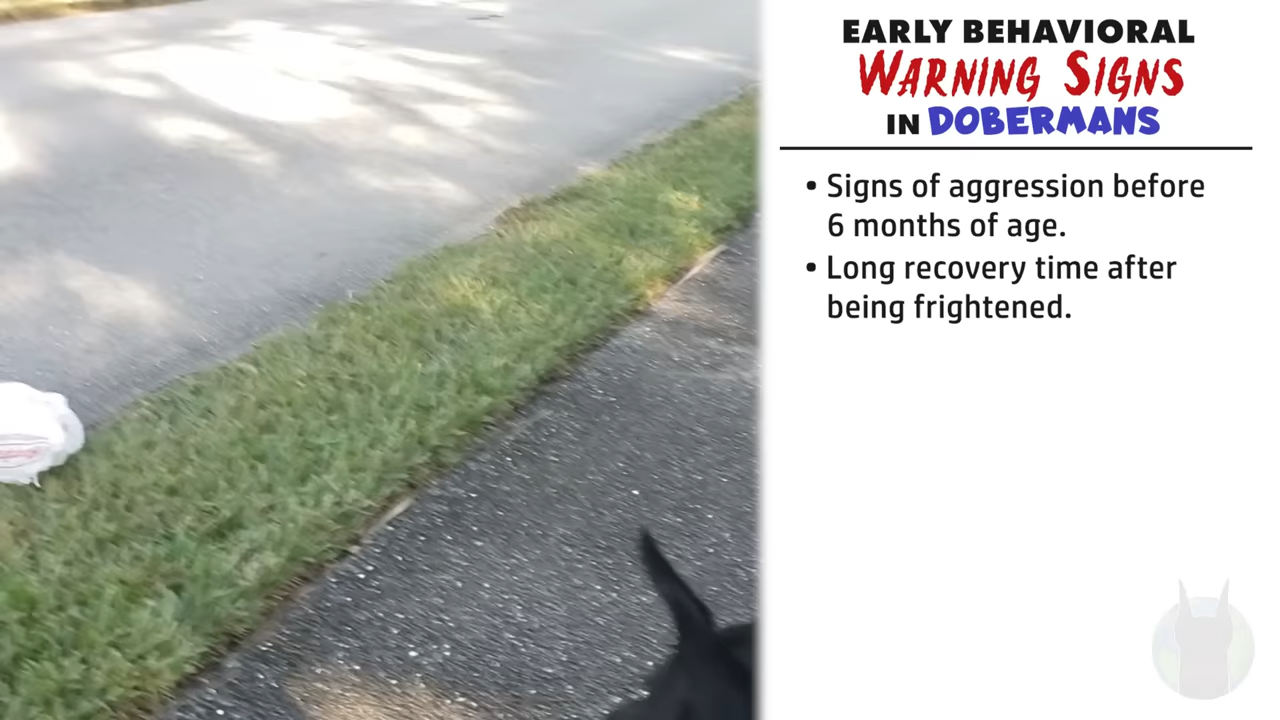 EARLY BEHAVIORAL
WARNING SIGNS
IN DOBERMANS
• Signs of aggression before
6 months of age.
• Long recovery time after
being frightened.